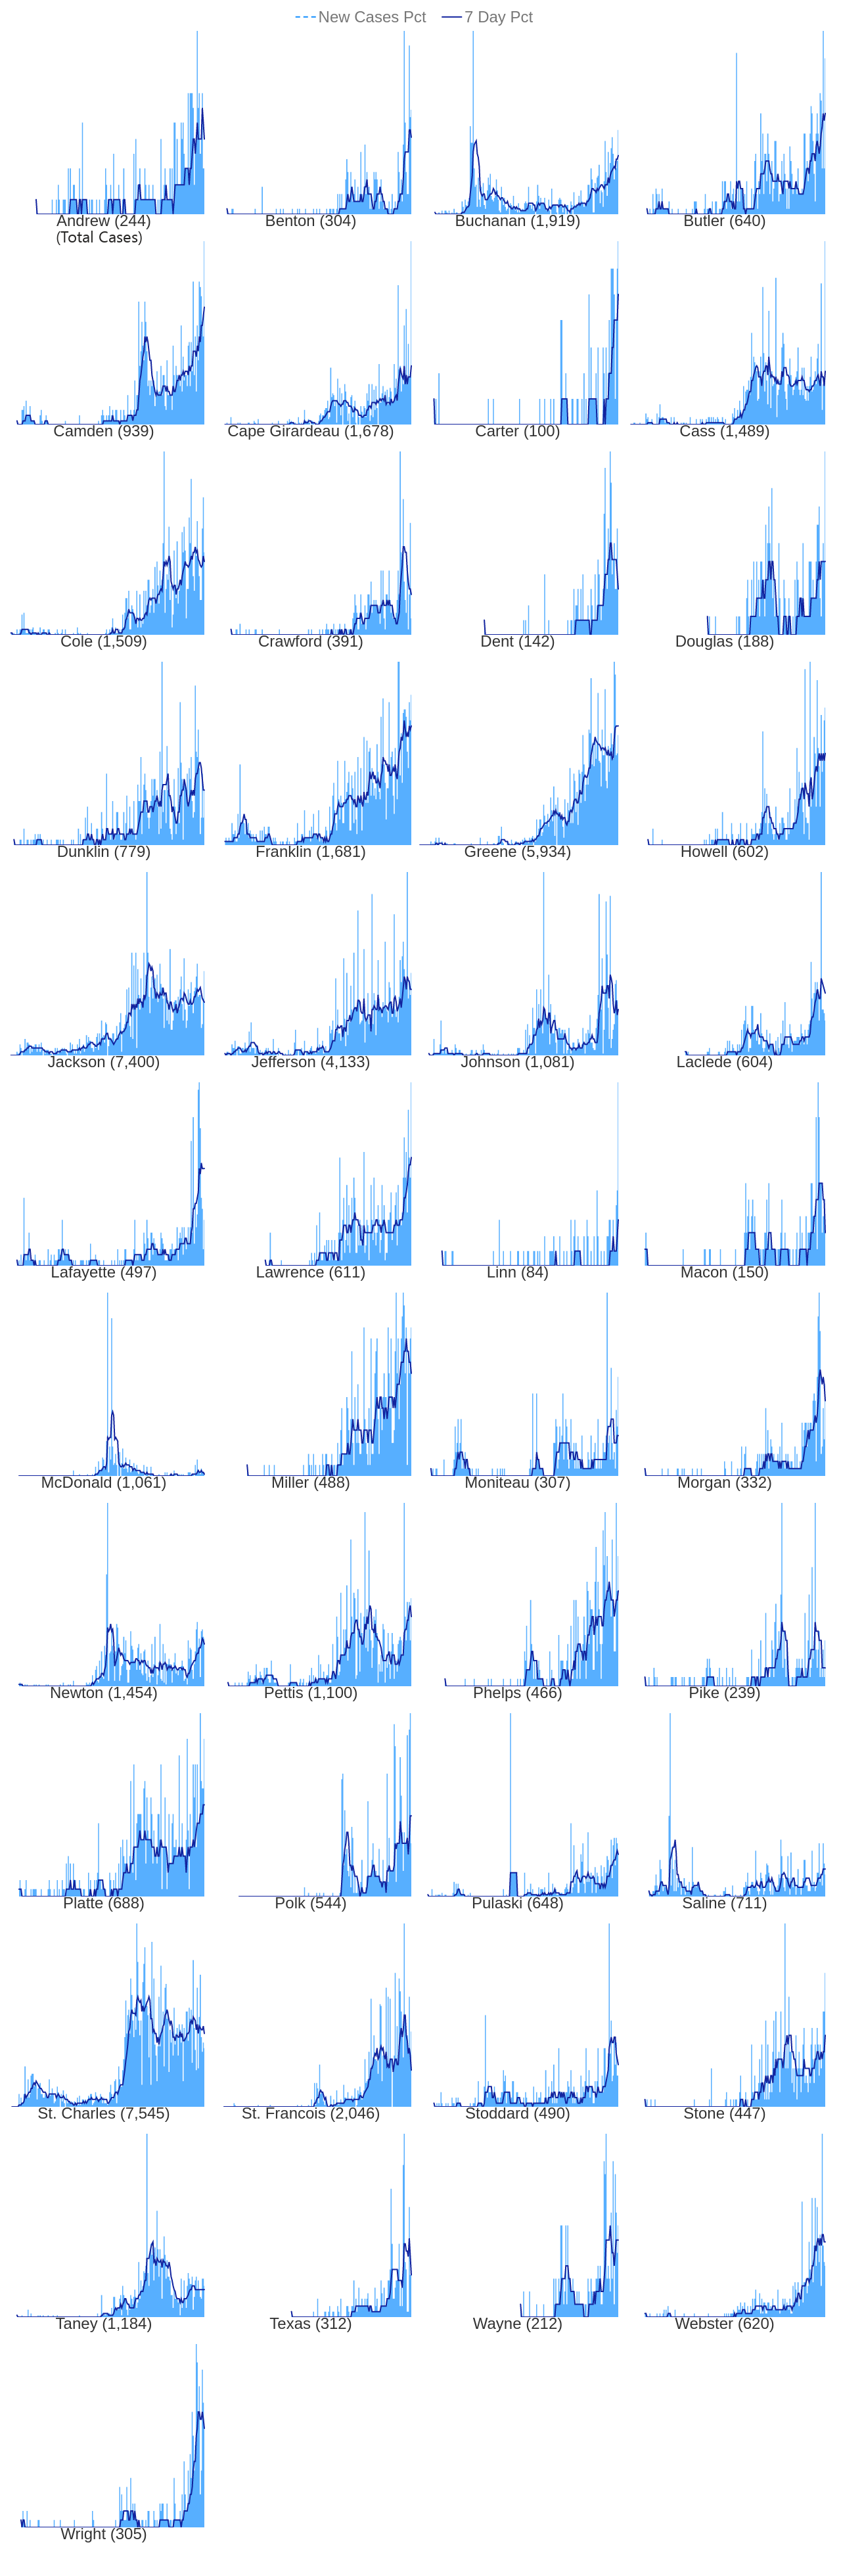 New Cases Pct 7 Day Pct
Andrew (244) Benton (304) Buchanan (1,919) Butler (640)
(Total Cases)
Camden (939) Cape Girardeau (1,678) Carter (100) Cass (1,489)
Cole (1,509) Crawford (391) Dent (142) Douglas (188)
Dunklin (779) Franklin (1,681) Greene (5,934) Howell (602)
Jackson (7,400) Jefferson (4,133) Johnson (1,081) Laclede (604)
Lafayette (497) Lawrence (611) Linn (84) Macon (150)
McDonald (1,061) Miller (488) Moniteau (307) Morgan (332)
Newton (1,454) Pettis (1,100) Phelps (466) Pike (239)
Platte (688) Polk (544) Pulaski (648) Saline (711)
St. Charles (7,545) St. Francois (2,046) Stoddard (490) Stone (447)
Taney (1,184) Texas (312) Wayne (212) Webster (620)
Wright (305)